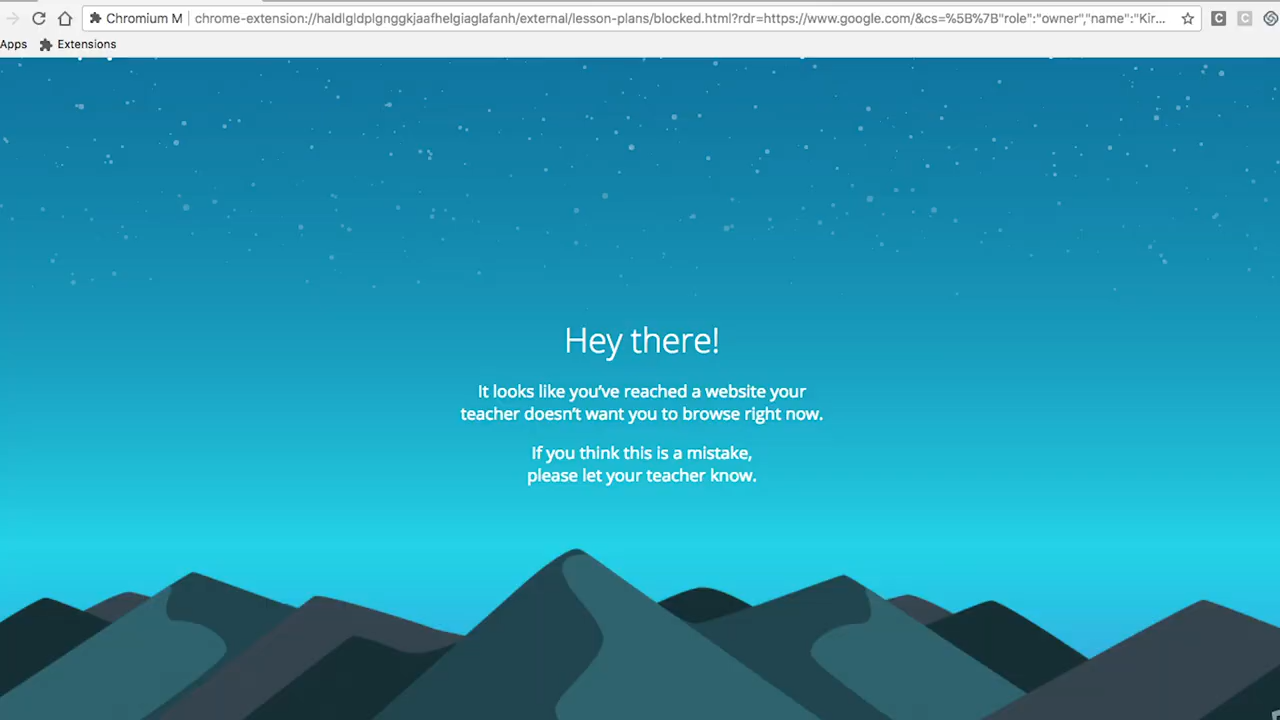 Chromium M
chrome-extension://haldlgldplgnggkjaafhelgiaglafanh/external/lesson-plans/blocked.html?rdr=https://www.google.com/&cs=%5B%7B"role":"owner","name":"Kir...
Apps
Extensions
Hey there!
It looks like you've reached a website your
teacher doesn't want you to browse right now.
If you think this is a mistake,
please let your teacher know.